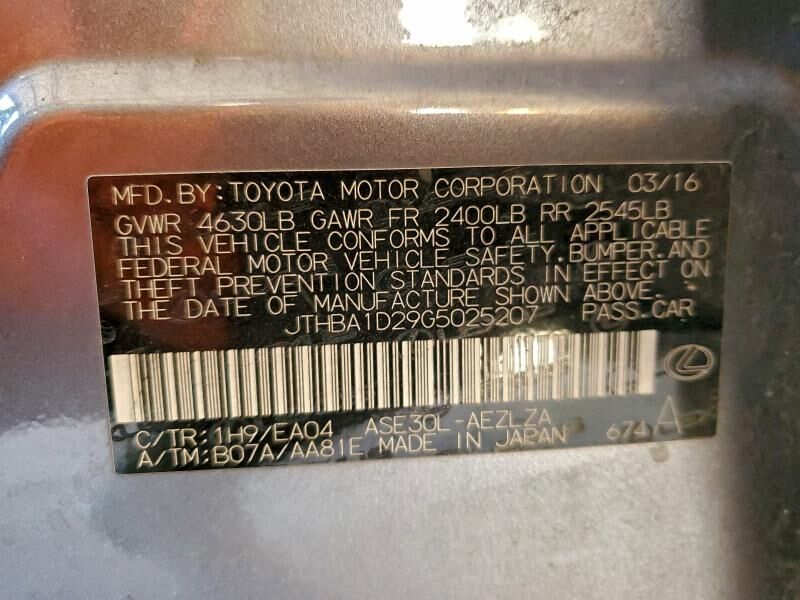 MFD. BY: TOYOTA MOTOR CORPORATION 03/16
GVWR 4630LB GAWR FR 2400LB RR 2545LB
THIS VEHICLE CONFORMS TO ALL APPLICABLE
FEDERAL MOTOR VEHICLE SAFETY. BUMPER. AND
THEFT PREVENTION STANDARDS IN EFFECT ON
THE DATE OF MANUFACTURE SHOWN ABOVE.
JTHBA1D29G5025207 PASS. CAR
C/TR: 1H9/EA04 ASE30L-AEZLZA 674 A
A/TM: B07A/AA81E MADE IN JAPAN